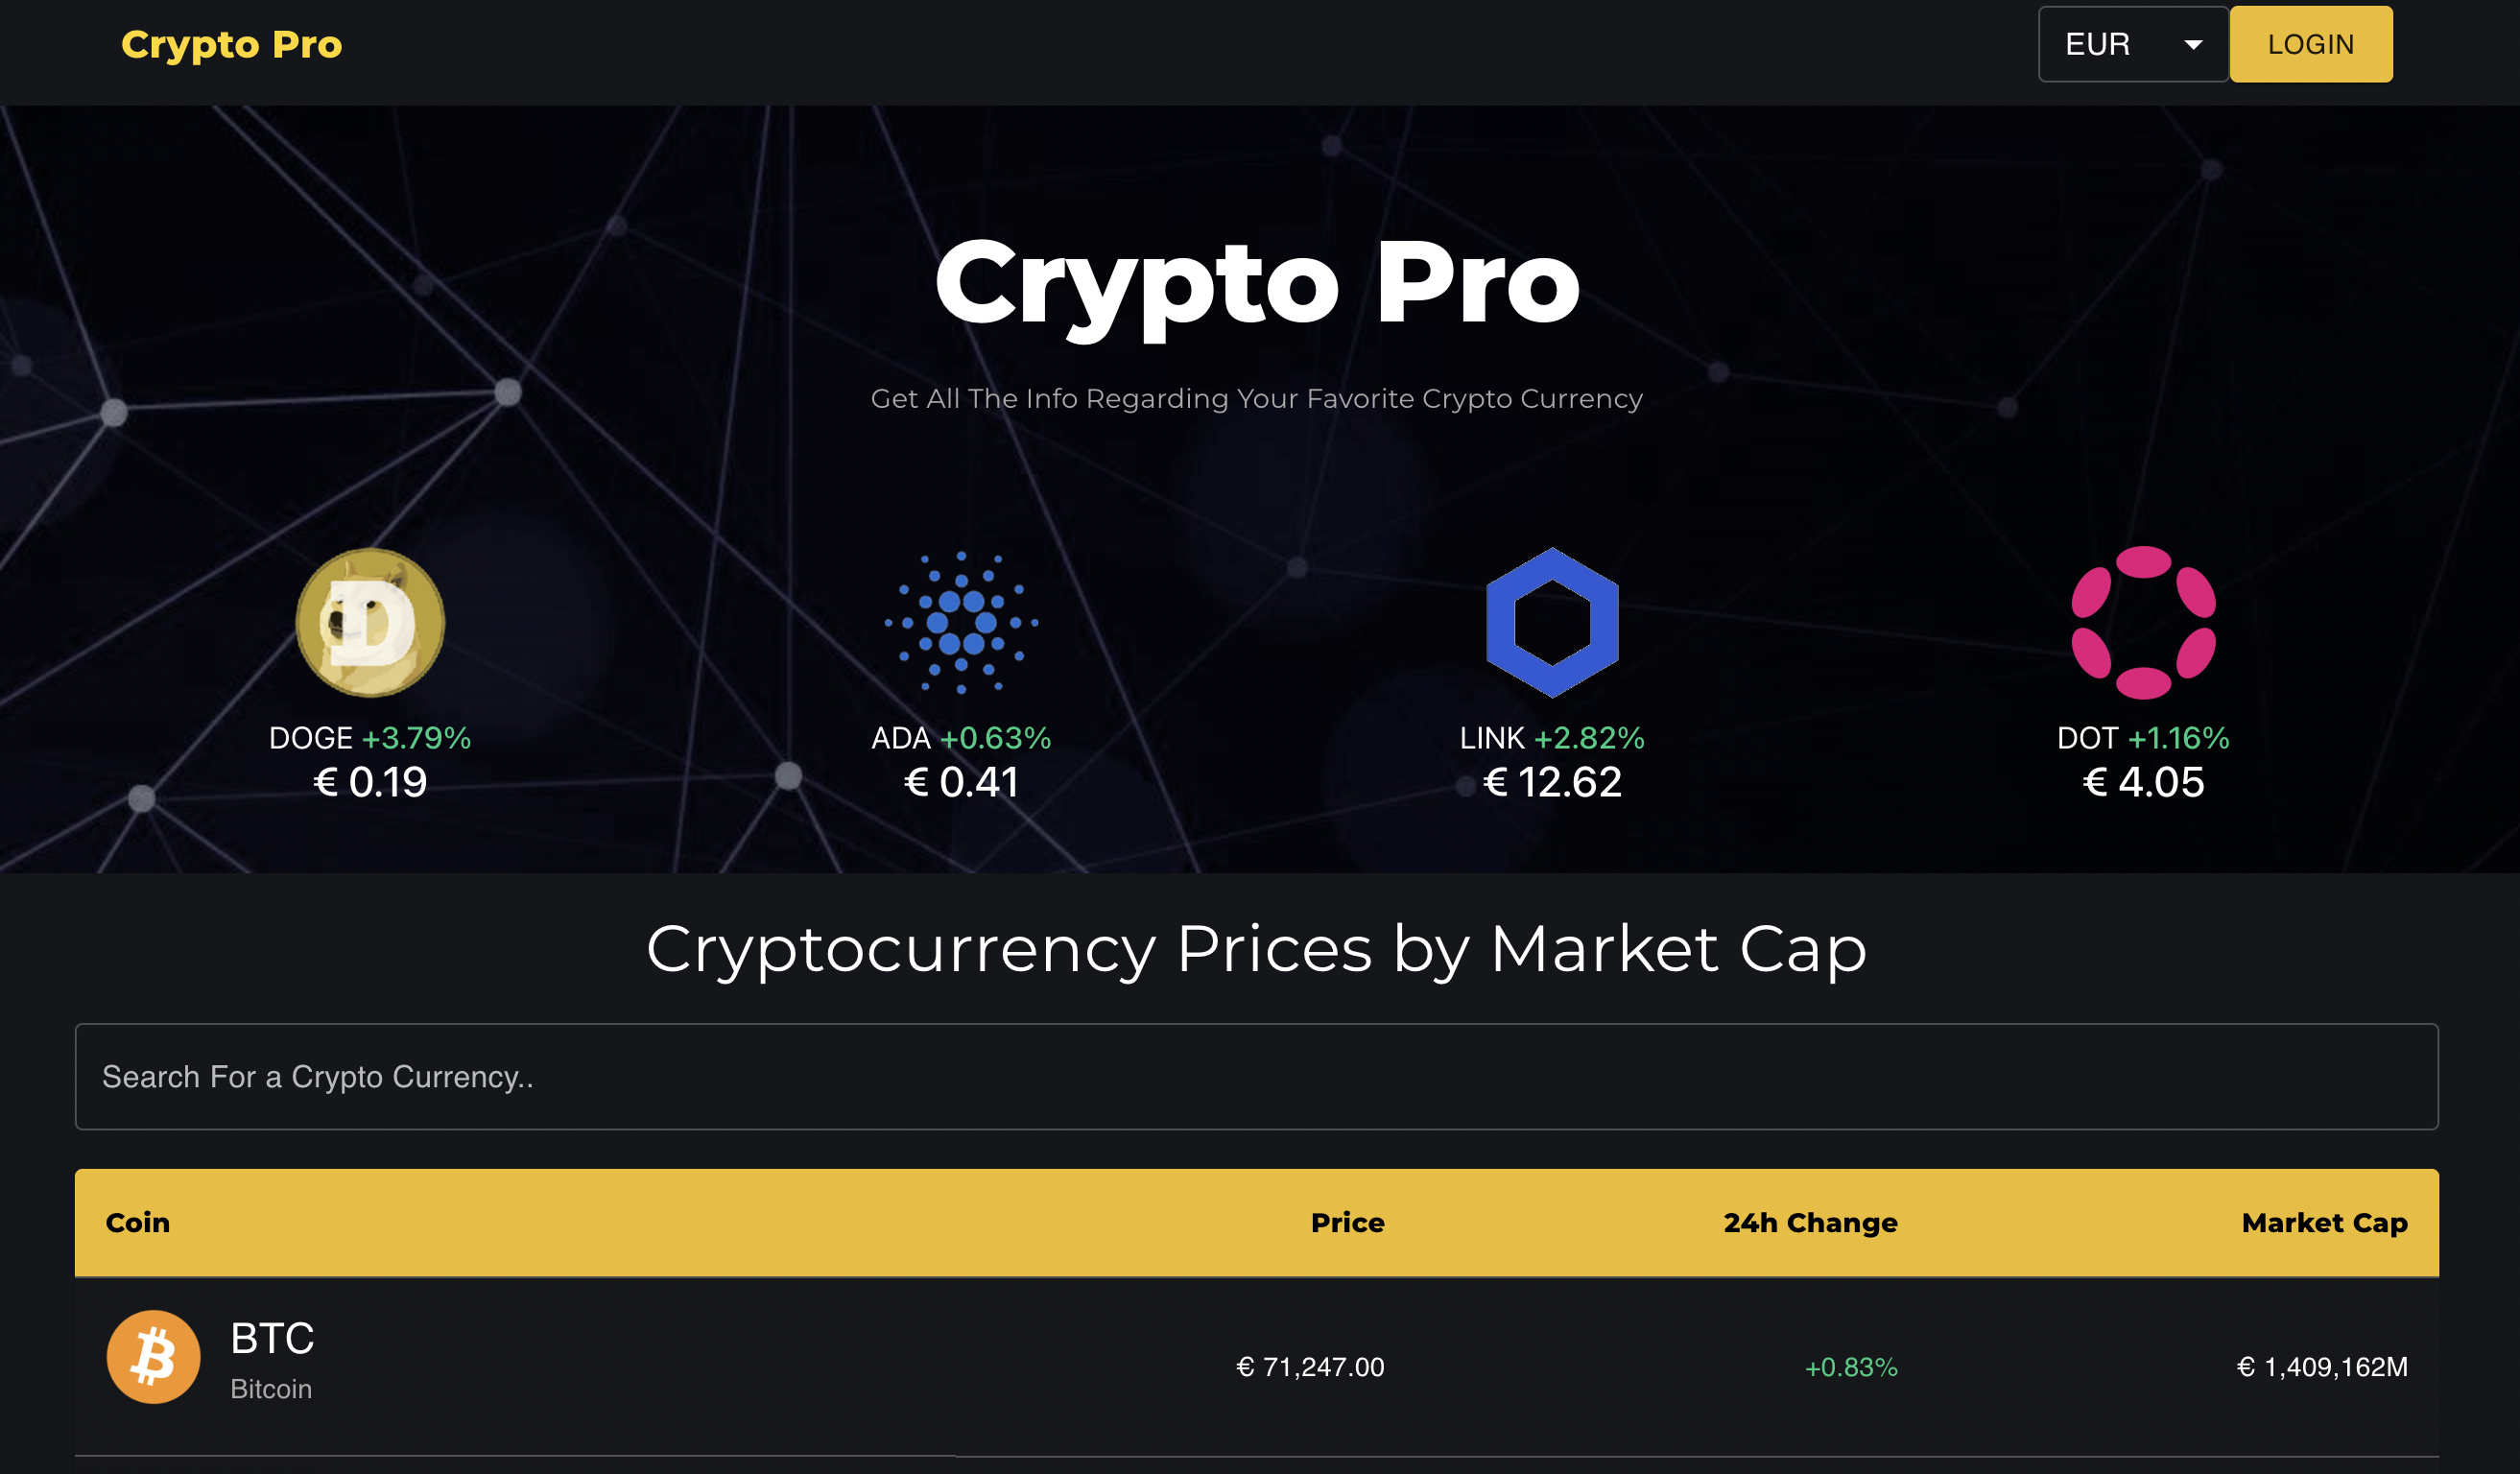 Crypto Pro
EUR
LOGIN
Crypto Pro
Get All The Info Regarding Your Favorite Crypto Currency
D
DOGE +3.79%
€ 0.19
ADA +0.63%
€ 0.41
LINK +2.82%
€ 12.62
DOT +1.16%
€ 4.05
Cryptocurrency Prices by Market Cap
Search For a Crypto Currency..
Coin Price 24h Change Market Cap
BTC
Bitcoin
€ 71,247.00 +0.83% € 1,409,162M